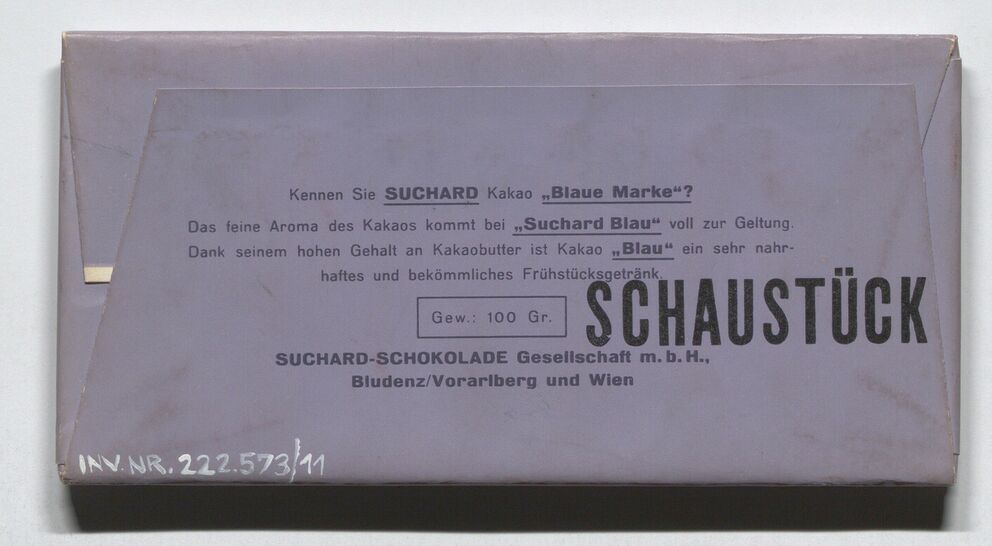 Kennen Sie SUCHARD Kakao „Blaue Marke“?
Das feine Aroma des Kakaos kommt bei „Suchard Blau“ voll zur Geltung.
Dank seinem hohen Gehalt an Kakaobutter ist Kakao „Blau“ ein sehr nahr-
haftes und bekömmliches Frühstücksgetränk.
Gew.: 100 Gr.
SCHAUSTÜCK
SUCHARD-SCHOKOLADE Gesellschaft m. b. H.,
Bludenz/Vorarlberg und Wien
INV. NR. 222.573/11